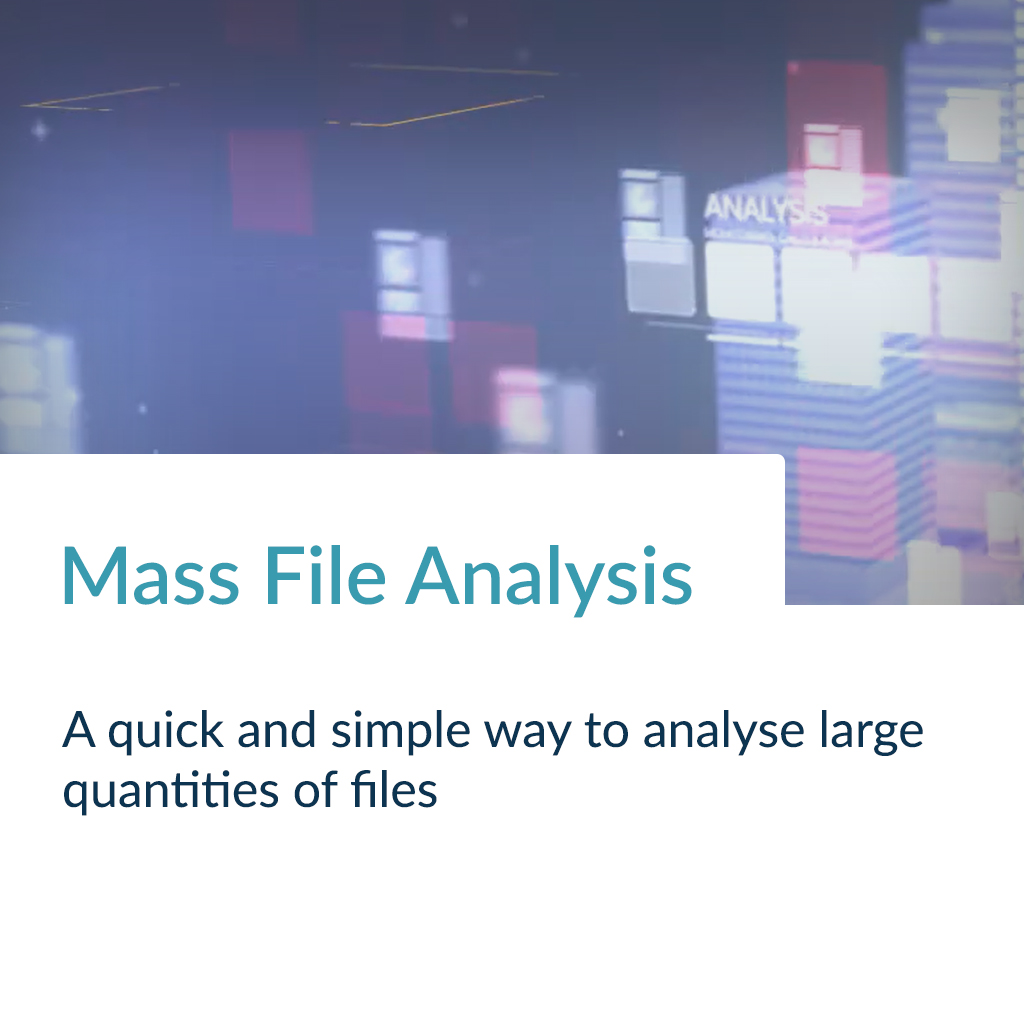 ANALYSIS
Mass File Analysis
A quick and simple way to analyse large
quantities of files